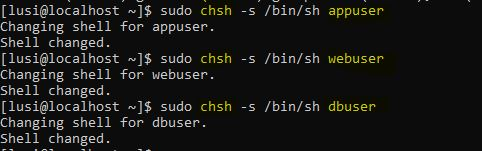 [lusi@localhost ~]$ sudo chsh -s /bin/sh appuser
Changing shell for appuser.
Shell changed.
[lusi@localhost ~]$ sudo chsh -s /bin/sh webuser
Changing shell for webuser.
Shell changed.
[lusi@localhost ~]$ sudo chsh -s /bin/sh dbuser
Changing shell for dbuser.
Shell changed.